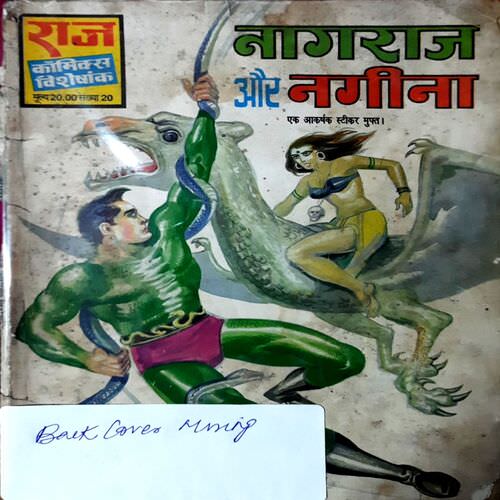 राज
कौमिक्स
विशेषांक
मूल्य 20.00 संख्या 20
नागराज
और नगीना
एक आकर्षक स्टीकर मुफ्त।
Back Cover Missing